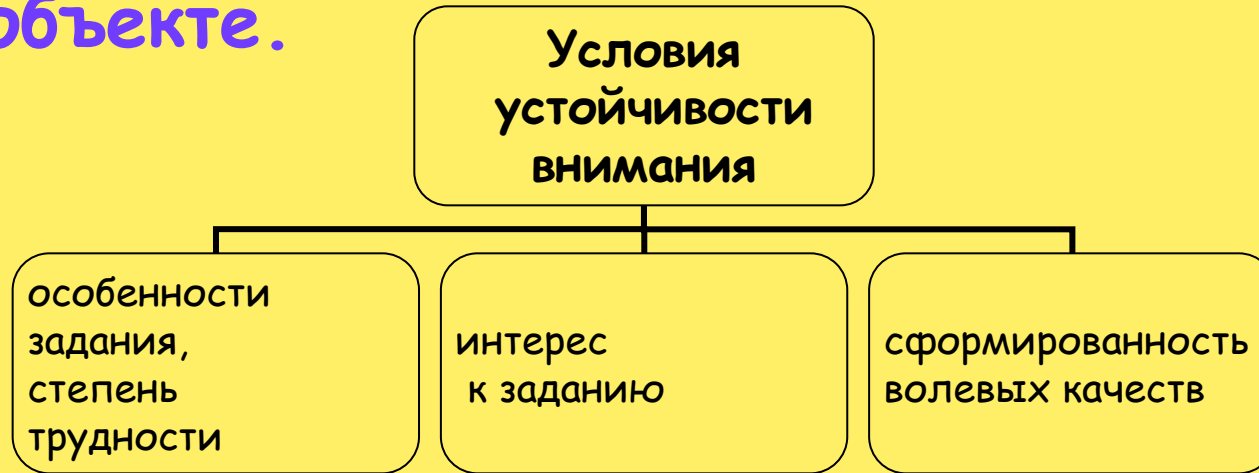 объекте.
Условия
устойчивости
внимания
особенности
задания,
степень
трудности
интерес
к заданию
сформированность
волевых качеств